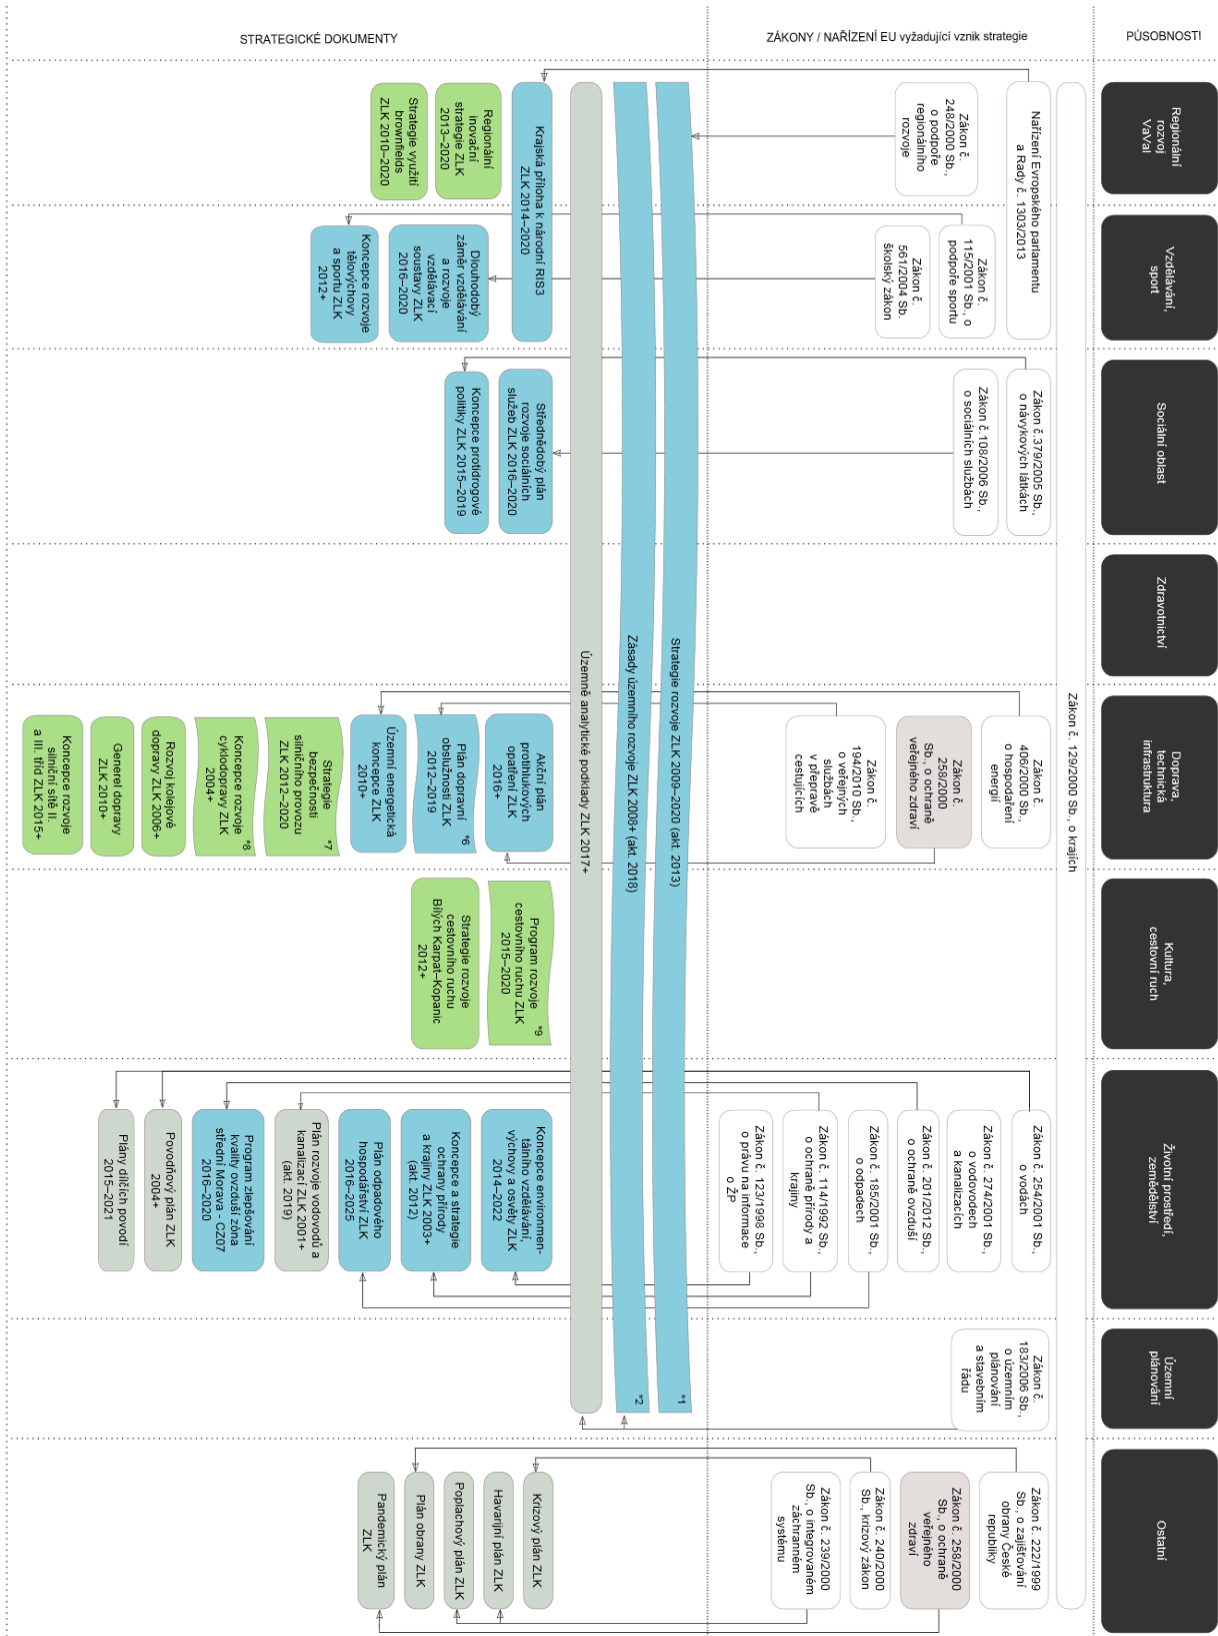 STRATEGICKÉ DOKUMENTY
ZÁKONY / NAŘÍZENÍ EU vyžadující vznik strategie
PŮSOBNOSTI
Regionální
rozvoj
VaVaI
Vzdělávání,
sport
Sociální oblast
Zdravotnictví
Doprava,
technická
infrastruktura
Kultura,
cestovní ruch
Životní prostředí,
zemědělství
Územní
plánování
Ostatní
Zákon č. 129/2000 Sb., o krajích
Nařízení Evropského parlamentu
a Rady č. 1303/2013
Zákon č.
248/2000 Sb.,
o podpoře
regionálního
rozvoje
Zákon č.
115/2001 Sb., o
podpoře sportu
Zákon č.
561/2004 Sb.
školský zákon
Zákon č.379/2005 Sb.,
o návykových látkách
Zákon č 108/2006 Sb.,
o sociálních službách
Zákon č.
406/2000 Sb.,
o hospodaření
energií
Zákon č.
258/2000
Sb., o ochraně
veřejného zdraví
Zákon č.
194/2010 Sb.,
o veřejných
službách
v přepravě
cestujících
Zákon č. 254/2001 Sb.,
o vodách
Zákon č. 274/2001 Sb.,
o vodovodech
a kanalizacích
Zákon č. 201/2012 Sb.,
o ochraně ovzduší
Zákon č. 185/2001 Sb.,
o odpadech
Zákon č. 114/1992 Sb.,
o ochraně přírody a
krajiny
Zákon č. 123/1998 Sb.,
o právu na informace
o ŽP
Zákon č.
183/2006 Sb.,
o územním
plánování
a stavebním
řádu
Zákon č. 222/1999
Sb., o zajišťování
obrany České
republiky
Zákon č. 258/2000
Sb., o ochraně
veřejného
zdraví
Zákon č. 240/2000
Sb., krizový zákon
Zákon č. 239/2000
Sb., o integrovaném
záchranném
systému
Strategie rozvoje ZLK 2009–2020 (akt. 2013)
*1
Zásady územního rozvoje ZLK 2008+ (akt. 2018)
*2
Územně analytické podklady ZLK 2017+
Krajská příloha k národní RIS3
ZLK 2014–2020
Regionální
inovační
strategie ZLK
2013–2020
Strategie využití
brownfields
ZLK 2010–2020
Dlouhodobý
záměr vzdělávání
a rozvoje
vzdělávací
soustavy ZLK
2016–2020
Koncepce rozvoje
tělovýchovy
a sportu ZLK
2012+
Střednědobý plán
rozvoje sociálních
služeb ZLK 2016–2020
Koncepce protidrogové
politiky ZLK 2015–2019
Akční plán
protihlukových
opatření ZLK
2016+
Plán dopravní
obslužnosti ZLK
2012–2019
*6
Územní energetická
koncepce ZLK
2010+
Strategie
bezpečnosti
silničního provozu
ZLK 2012–2020
*7
Koncepce rozvoje
cyklodopravy ZLK
2004+
*8
Rozvoj kolejové
dopravy ZLK 2006+
Generel dopravy
ZLK 2010+
Koncepce rozvoje
silniční sítě II.
a III. tříd ZLK 2015+
Program rozvoje
cestovního ruchu ZLK
2015–2020
*9
Strategie rozvoje
cestovního ruchu
Bílých Karpat–Kopanic
2012+
Koncepce environmen-
tálního vzdělávání,
výchovy a osvěty ZLK
2014–2022
Koncepce a strategie
ochrany přírody
a krajiny ZLK 2003+
(akt. 2012)
Plán odpadového
hospodářství ZLK
2016–2025
Plán rozvoje vodovodů a
kanalizací ZLK 2001+
(akt. 2019)
Program zlepšování
kvality ovzduší zóna
střední Morava - CZ07
2016–2020
Povodňový plán ZLK
2004+
Plány dílčích povodí
2015–2021
Krizový plán ZLK
Havarijní plán ZLK
Poplachový plán ZLK
Plán obrany ZLK
Pandemický plán
ZLK